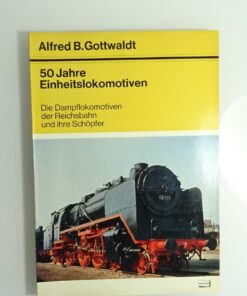 Alfred B. Gottwaldt
50 Jahre
Einheitslokomotiven
Die Dampflokomotiven
der Reichsbahn
und ihre Schöpfer